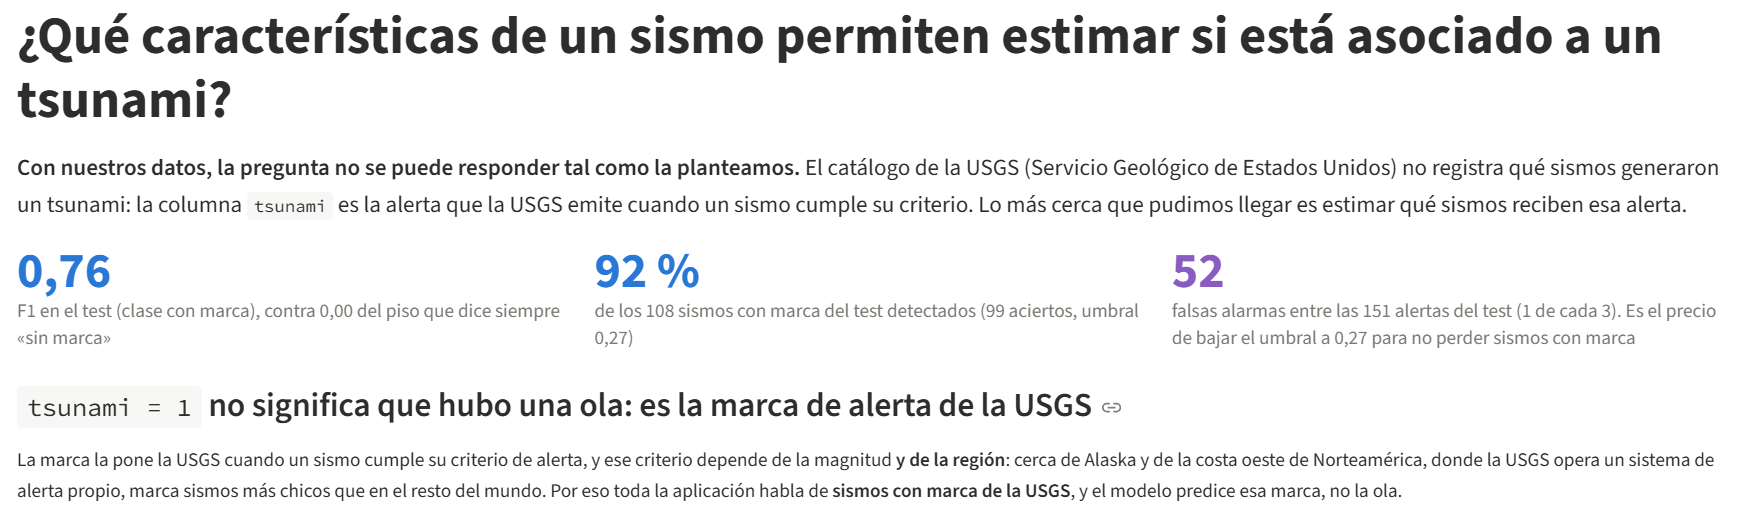 ¿Qué características de un sismo permiten estimar si está asociado a un
tsunami?
Con nuestros datos, la pregunta no se puede responder tal como la planteamos. El catálogo de la USGS (Servicio Geológico de Estados Unidos) no registra qué sismos generaron
un tsunami: la columna tsunami es la alerta que la USGS emite cuando un sismo cumple su criterio. Lo más cerca que pudimos llegar es estimar qué sismos reciben esa alerta.
0,76
F1 en el test (clase con marca), contra 0,00 del piso que dice siempre
«sin marca»
92 %
de los 108 sismos con marca del test detectados (99 aciertos, umbral
0,27)
52
falsas alarmas entre las 151 alertas del test (1 de cada 3). Es el precio
de bajar el umbral a 0,27 para no perder sismos con marca
tsunami = 1 no significa que hubo una ola: es la marca de alerta de la USGS
La marca la pone la USGS cuando un sismo cumple su criterio de alerta, y ese criterio depende de la magnitud y de la región: cerca de Alaska y de la costa oeste de Norteamérica, donde la USGS opera un sistema de
alerta propio, marca sismos más chicos que en el resto del mundo. Por eso toda la aplicación habla de sismos con marca de la USGS, y el modelo predice esa marca, no la ola.